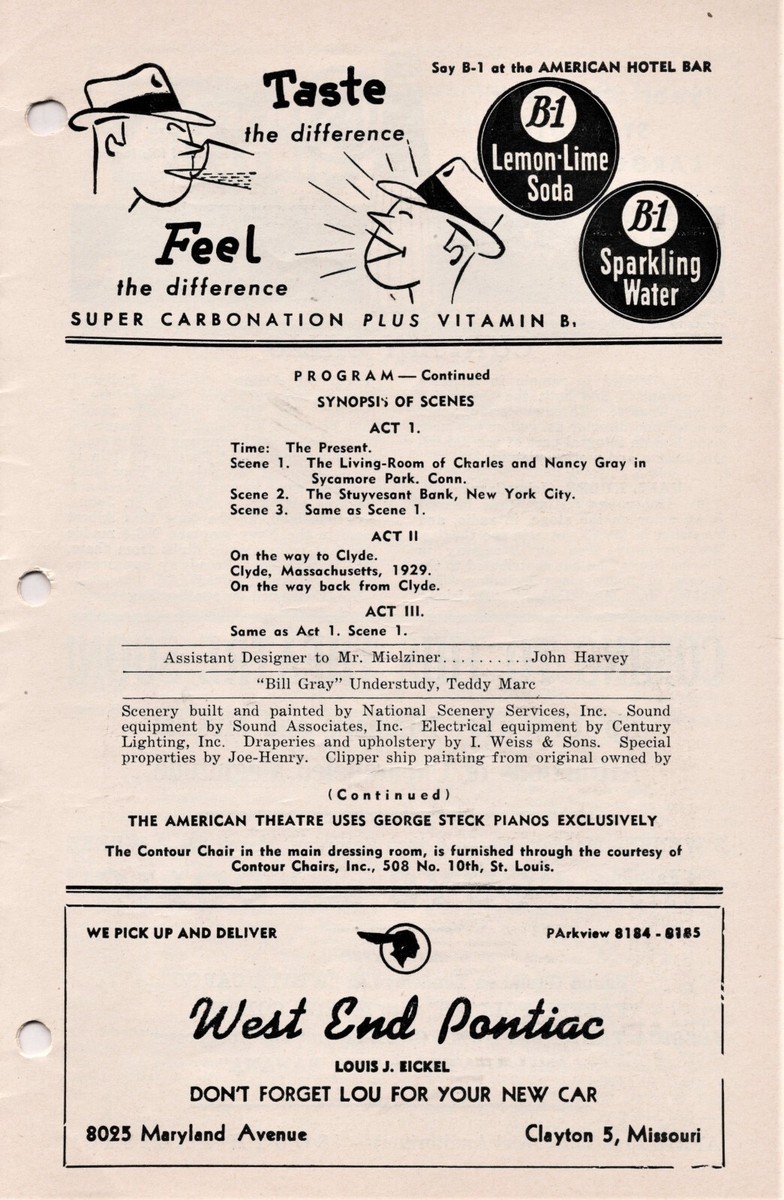 Say B-1 at the AMERICAN HOTEL BAR
Taste
the difference
B-1
Lemon-Lime
Soda
B-1
Sparkling
Water
Feel
the difference
SUPER CARBONATION PLUS VITAMIN B₁
PROGRAM — Continued
SYNOPSIS OF SCENES
ACT 1.
Time: The Present.
Scene 1. The Living-Room of Charles and Nancy Gray in
Sycamore Park. Conn.
Scene 2. The Stuyvesant Bank, New York City.
Scene 3. Same as Scene 1.
ACT II
On the way to Clyde.
Clyde, Massachusetts, 1929.
On the way back from Clyde.
ACT III.
Same as Act 1. Scene 1.
Assistant Designer to Mr. Mielziner..........John Harvey
“Bill Gray” Understudy, Teddy Marc
Scenery built and painted by National Scenery Services, Inc. Sound
equipment by Sound Associates, Inc. Electrical equipment by Century
Lighting, Inc. Draperies and upholstery by I. Weiss & Sons. Special
properties by Joe-Henry. Clipper ship painting from original owned by
(Continued)
THE AMERICAN THEATRE USES GEORGE STECK PIANOS EXCLUSIVELY
The Contour Chair in the main dressing room, is furnished through the courtesy of
Contour Chairs, Inc., 508 No. 10th, St. Louis.
WE PICK UP AND DELIVER
PArkview 8184 - 8185
West End Pontiac
LOUIS J. EICKEL
DON'T FORGET LOU FOR YOUR NEW CAR
8025 Maryland Avenue
Clayton 5, Missouri